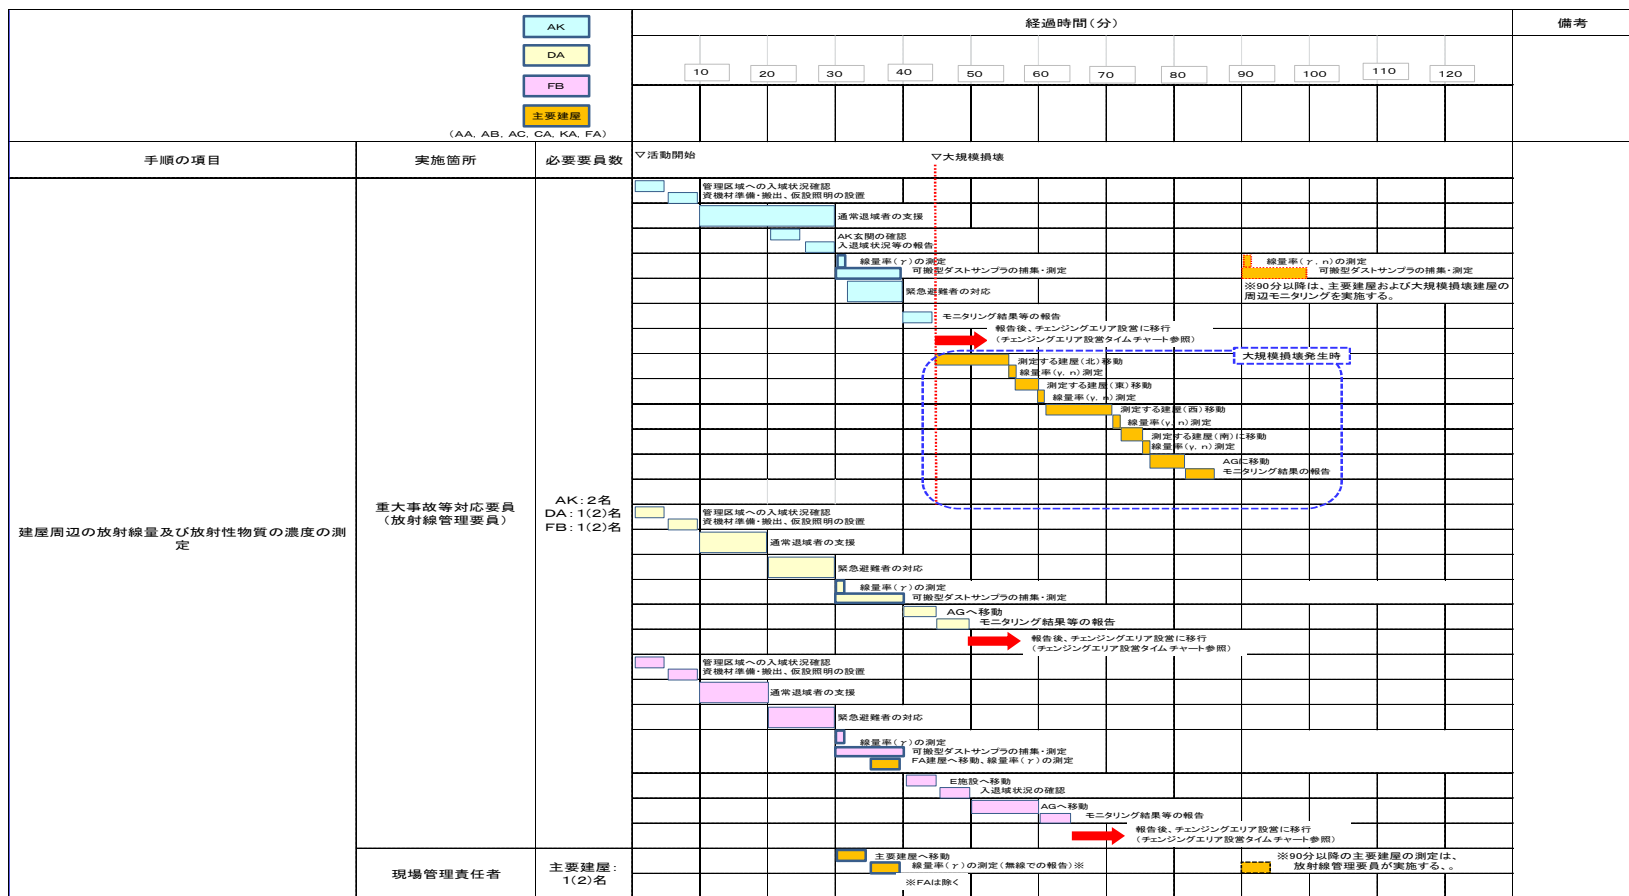 AK
DA
FB
主要建屋
(AA, AB, AC, CA, KA, FA)
経過時間(分)
備考
10 20 30 40 50 60 70 80 90 100 110 120
手順の項目
実施箇所
必要要員数
▽活動開始
▽大規模損壊
建屋周辺の放射線量及び放射性物質の濃度の測
定
重大事故等対応要員
(放射線管理要員)
AK:2名
DA:1(2)名
FB:1(2)名
管理区域への入域状況確認
資機材準備・搬出、仮設照明の設置
通常退域者の支援
AK玄関の確認
入退域状況等の報告
線量率(γ)の測定
可搬型ダストサンプラの捕集・測定
線量率(γ, n)の測定
可搬型ダストサンプラの捕集・測定
緊急避難者の対応
※90分以降は、主要建屋および大規模損壊建屋の
周辺モニタリングを実施する。
モニタリング結果等の報告
報告後、チェンジングエリア設営に移行
(チェンジングエリア設営タイムチャート参照)
大規模損壊発生時
測定する建屋(北)移動
線量率(γ, n)測定
測定する建屋(東)移動
線量率(γ, n)測定
測定する建屋(西)移動
線量率(γ, n)測定
測定する建屋(南)に移動
線量率(γ, n)測定
AGに移動
モニタリング結果の報告
管理区域への入域状況確認
資機材準備・搬出、仮設照明の設置
通常退域者の支援
緊急避難者の対応
線量率(γ)の測定
可搬型ダストサンプラの捕集・測定
AGへ移動
モニタリング結果等の報告
報告後、チェンジングエリア設営に移行
(チェンジングエリア設営タイムチャート参照)
管理区域への入域状況確認
資機材準備・搬出、仮設照明の設置
通常退域者の支援
緊急避難者の対応
線量率(γ)の測定
可搬型ダストサンプラの捕集・測定
FA建屋へ移動、線量率(γ)の測定
E施設へ移動
入退域状況の確認
AGへ移動
モニタリング結果等の報告
報告後、チェンジングエリア設営に移行
(チェンジングエリア設営タイムチャート参照)
現場管理責任者
主要建屋:
1(2)名
主要建屋へ移動
線量率(γ)の測定(無線での報告)※
※FAは除く
※90分以降の主要建屋の測定は、
放射線管理要員が実施する、。